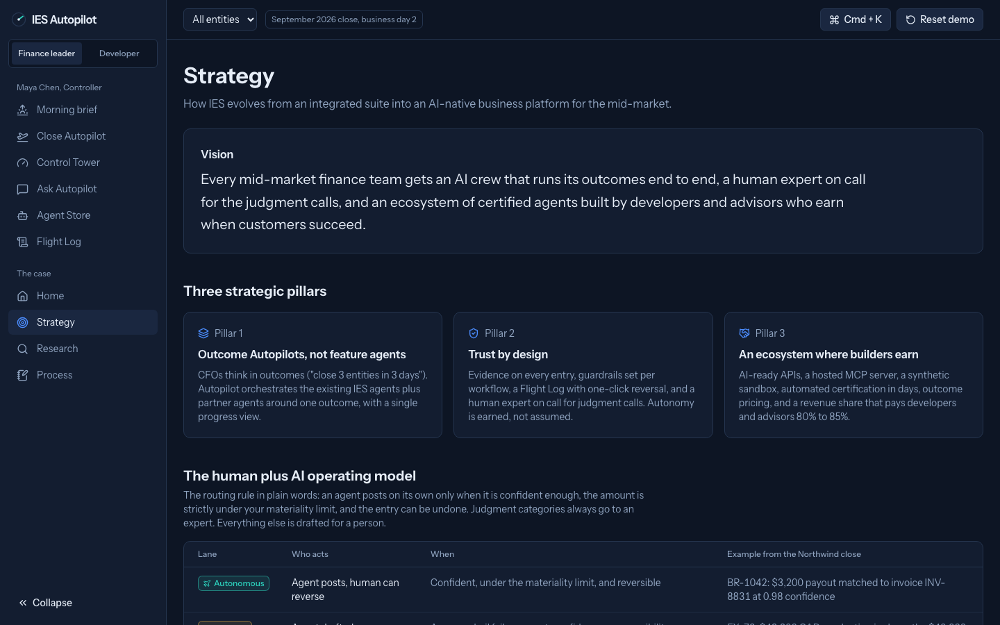 IES Autopilot
Finance leader
Developer
Maya Chen, Controller
Morning brief
Close Autopilot
Control Tower
Ask Autopilot
Agent Store
Flight Log
The case
Home
Strategy
Research
Process
Collapse
All entities
September 2026 close, business day 2
Cmd + K
Reset demo
Strategy
How IES evolves from an integrated suite into an AI-native business platform for the mid-market.
Vision
Every mid-market finance team gets an AI crew that runs its outcomes end to end, a human expert on call
for the judgment calls, and an ecosystem of certified agents built by developers and advisors who earn
when customers succeed.
Three strategic pillars
Pillar 1
Outcome Autopilots, not feature agents
CFOs think in outcomes ("close 3 entities in 3 days").
Autopilot orchestrates the existing IES agents plus
partner agents around one outcome, with a single
progress view.
Pillar 2
Trust by design
Evidence on every entry, guardrails set per
workflow, a Flight Log with one-click reversal, and a
human expert on call for judgment calls. Autonomy
is earned, not assumed.
Pillar 3
An ecosystem where builders earn
AI-ready APIs, a hosted MCP server, a synthetic
sandbox, automated certification in days, outcome
pricing, and a revenue share that pays developers
and advisors 80% to 85%.
The human plus AI operating model
The routing rule in plain words: an agent posts on its own only when it is confident enough, the amount is
strictly under your materiality limit, and the entry can be undone. Judgment categories always go to an
expert. Everything else is drafted for a person.
Lane
Who acts
When
Example from the Northwind close
Autonomous
Agent posts, human can
reverse
Confident, under the materiality limit, and reversible
BR-1042: $3,200 payout matched to invoice INV-
8831 at 0.98 confidence